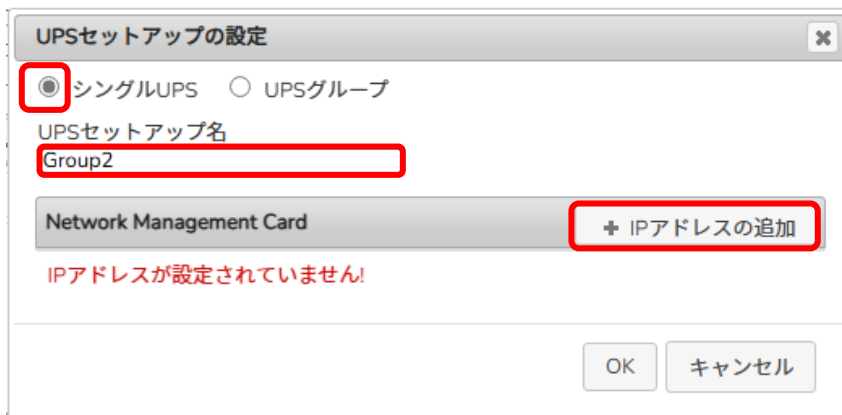 UPSセットアップの設定
シングルUPS UPSグループ
UPSセットアップ名
Group2
Network Management Card + IPアドレスの追加
IPアドレスが設定されていません!
OK キャンセル